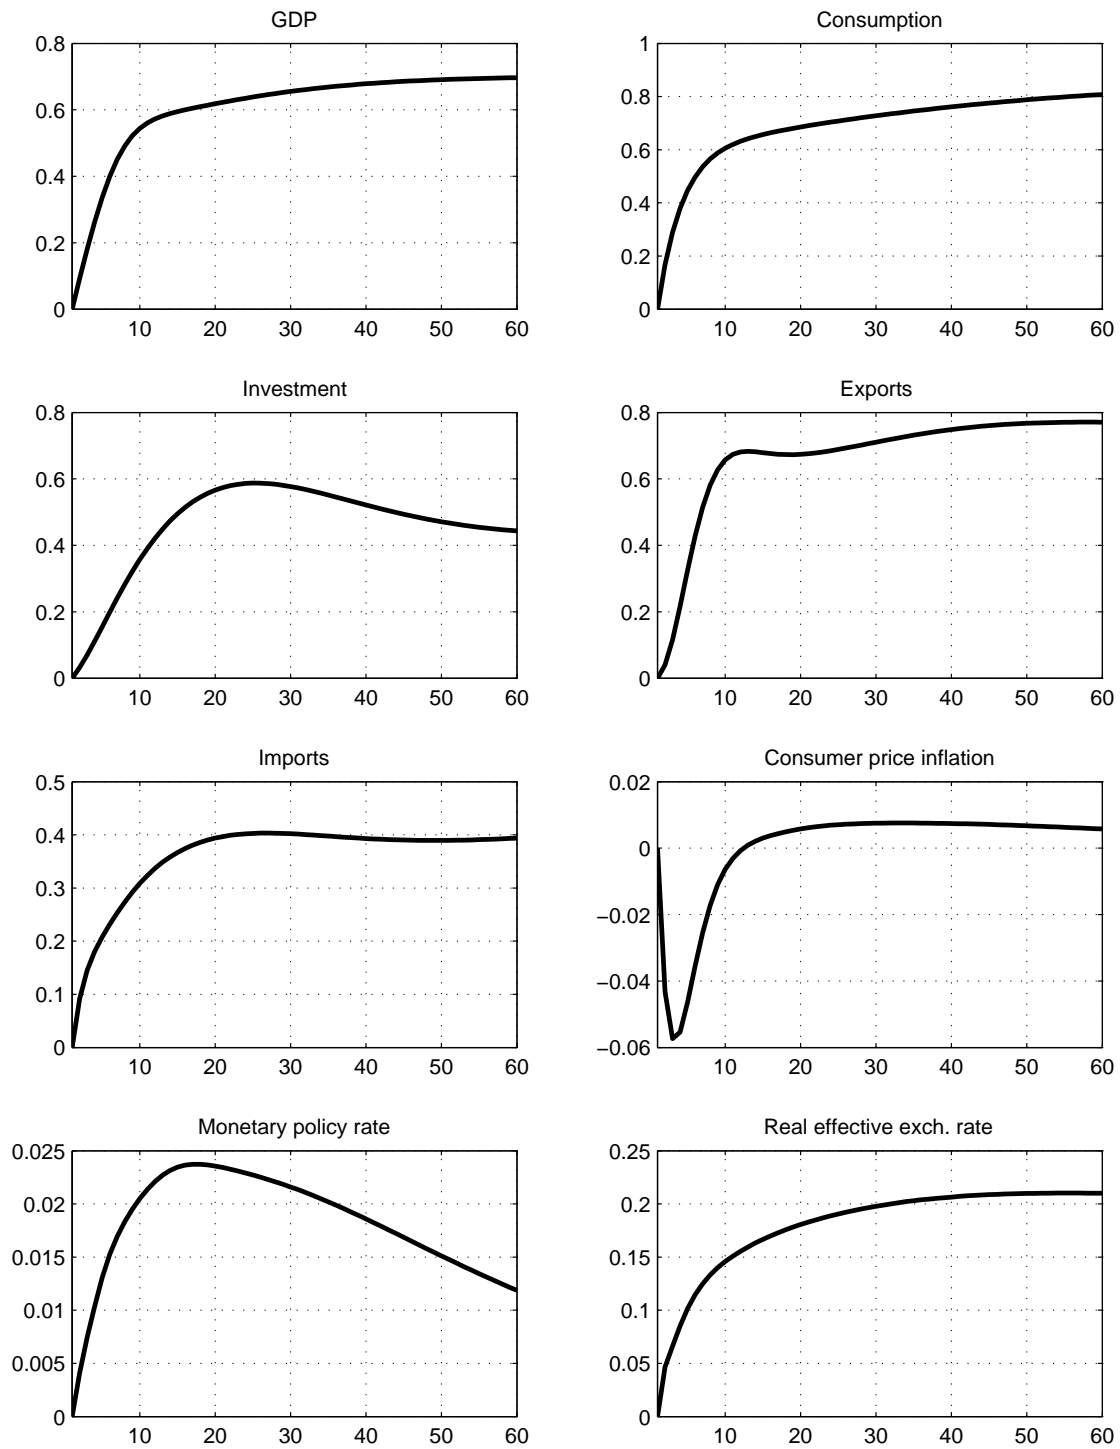 GDP
0.8
0.6
0.4
0.2
0
10 20 30 40 50 60
Consumption
1
0.8
0.6
0.4
0.2
0
10 20 30 40 50 60
Investment
0.8
0.6
0.4
0.2
0
10 20 30 40 50 60
Exports
0.8
0.6
0.4
0.2
0
10 20 30 40 50 60
Imports
0.5
0.4
0.3
0.2
0.1
0
10 20 30 40 50 60
Consumer price inflation
0.02
0
−0.02
−0.04
−0.06
10 20 30 40 50 60
Monetary policy rate
0.025
0.02
0.015
0.01
0.005
0
10 20 30 40 50 60
Real effective exch. rate
0.25
0.2
0.15
0.1
0.05
0
10 20 30 40 50 60